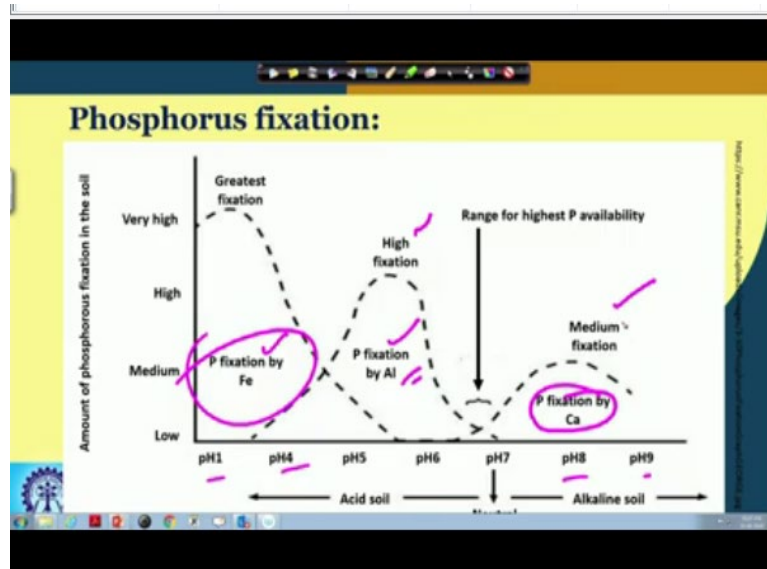 Phosphorus fixation:
Amount of phosphorous fixation in the soil
Very high
High
Medium
Low
Greatest
fixation
High
fixation
Range for highest P availability
Medium
fixation
P fixation by
Fe
P fixation
by Al
P fixation by
Ca
pH1 pH4 pH5 pH6 pH7 pH8 pH9
Acid soil
Alkaline soil
Neutral